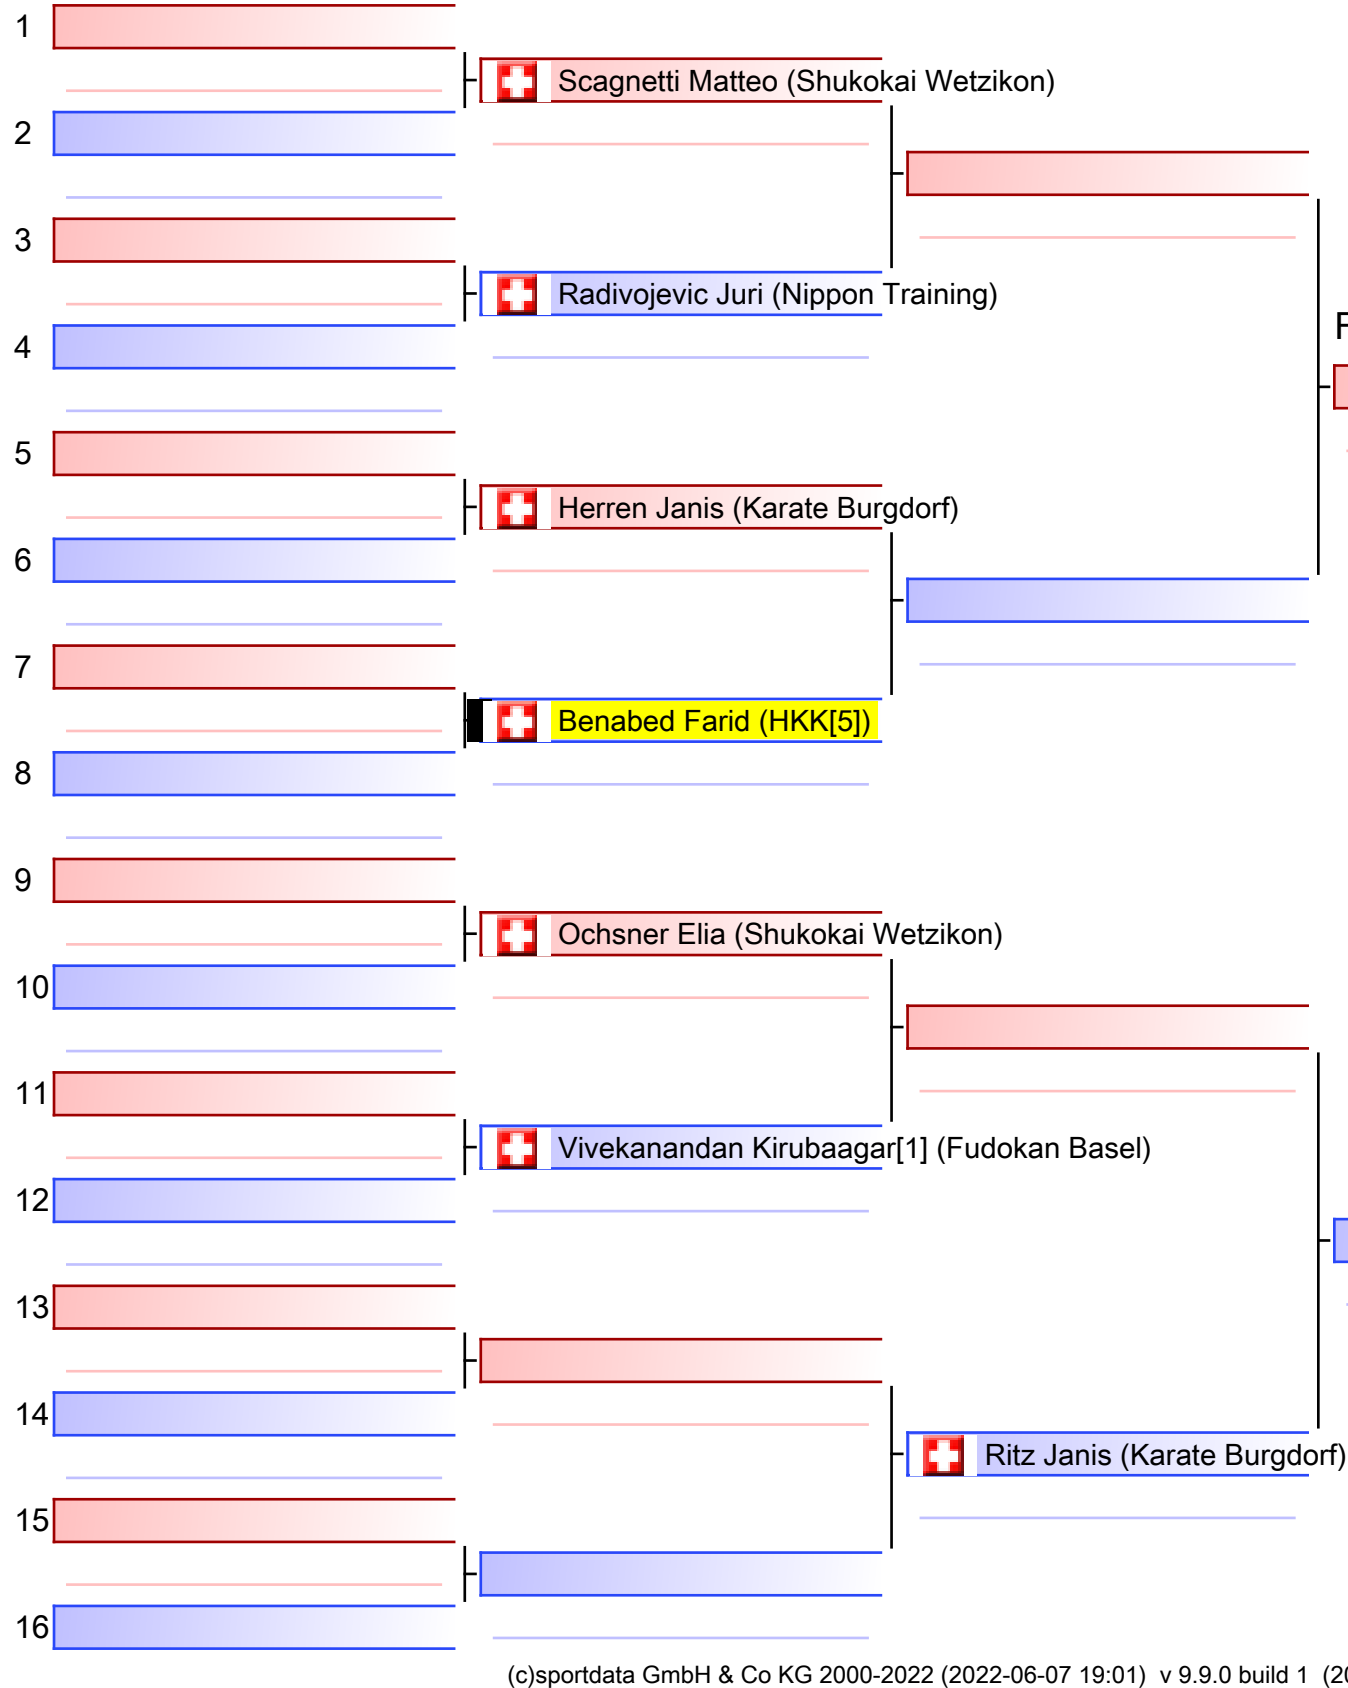 1
Scagnetti Matteo (Shukokai Wetzikon)
2
3
Radivojevic Juri (Nippon Training)
4
5
Herren Janis (Karate Burgdorf)
6
7
Benabed Farid (HKK[5])
8
9
Ochsner Elia (Shukokai Wetzikon)
10
11
Vivekanandan Kirubaagar[1] (Fudokan Basel)
12
13
14
Ritz Janis (Karate Burgdorf)
15
16
(c)sportdata GmbH & Co KG 2000-2022 (2022-06-07 19:01) v 9.9.0 build 1